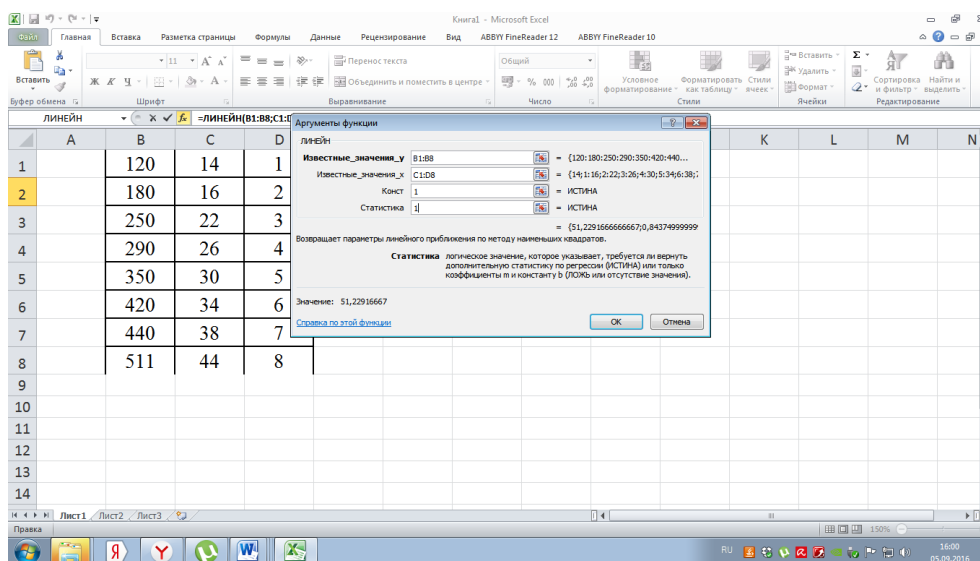 Книга1 - Microsoft Excel
Файл Главная Вставка Разметка страницы Формулы Данные Рецензирование Вид ABBYY FineReader 12 ABBYY FineReader 10
Вставить
Буфер обмена
11 А А
Ж К Ч А
Шрифт
Перенос текста
Объединить и поместить в центре
Выравнивание
Общий
% 000
Число
Условное форматирование
Форматировать как таблицу
Стили ячеек
Стили
Вставить
Удалить
Формат
Ячейки
Σ
Сортировка и фильтр
Найти и выделить
Редактирование
ЛИНЕЙН fx =ЛИНЕЙН(B1:B8;C1:D
A B C D K L M N
1 120 14 1
2 180 16 2
3 250 22 3
4 290 26 4
5 350 30 5
6 420 34 6
7 440 38 7
8 511 44 8
9
10
11
12
13
14
Аргументы функции
ЛИНЕЙН
Известные_значения_y B1:B8 = {120:180:250:290:350:420:440...
Известные_значения_x C1:D8 = {14;1:16;2:22;3:26;4:30;5:34;6:38;
Конст 1 = ИСТИНА
Статистика 1 = ИСТИНА
= {51,2291666666667;0,84374999999
Возвращает параметры линейного приближения по методу наименьших квадратов.
Статистика логическое значение, которое указывает, требуется ли вернуть
дополнительную статистику по регрессии (ИСТИНА) или только
коэффициенты m и константу b (ЛОЖЬ или отсутствие значения).
Значение: 51,22916667
Справка по этой функции
ОК Отмена
Лист1 Лист2 Лист3
Правка 150%
RU 16:00
05.09.2016